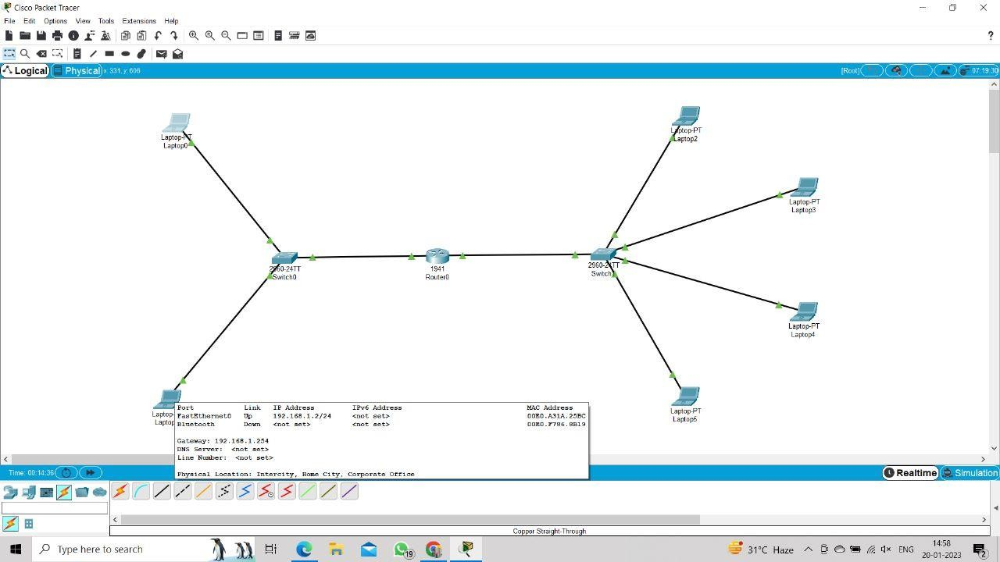 Cisco Packet Tracer
File Edit Options View Tools Extensions Help
Logical Physical x: 331, y: 606 [Root] 07:19:30
Laptop-PT
Laptop0
Laptop-PT
Laptop2
Laptop-PT
Laptop3
2960-24TT
Switch0
1941
Router0
2960-24TT
Switch
Laptop-PT
Laptop4
Laptop-
Laptop
Laptop-PT
Laptop5
Port Link IP Address IPv6 Address MAC Address
FastEthernet0 Up 192.168.1.2/24 <not set> 00E0.A31A.25BC
Bluetooth Down <not set> <not set> 00E0.F786.8B19
Gateway: 192.168.1.254
DNS Server: <not set>
Line Number: <not set>
Physical Location: Intercity, Home City, Corporate Office
Time: 00:14:36 Realtime Simulation
Copper Straight-Through
Type here to search
19
31°C Haze
ENG
14:58
20-01-2023
2